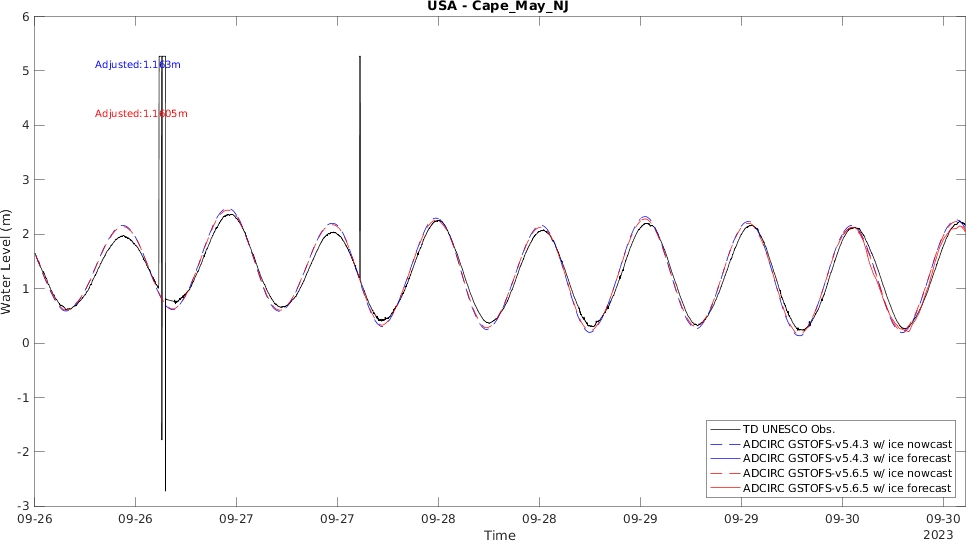 USA - Cape_May_NJ
6
5
4
3
2
1
0
-1
-2
-3
Water Level (m)
Adjusted:1.163m
Adjusted:1.1605m
TD UNESCO Obs.
ADCIRC GSTOFS-v5.4.3 w/ ice nowcast
ADCIRC GSTOFS-v5.4.3 w/ ice forecast
ADCIRC GSTOFS-v5.6.5 w/ ice nowcast
ADCIRC GSTOFS-v5.6.5 w/ ice forecast
09-26 09-26 09-27 09-27 09-28 09-28 09-29 09-29 09-30 09-30
2023
Time